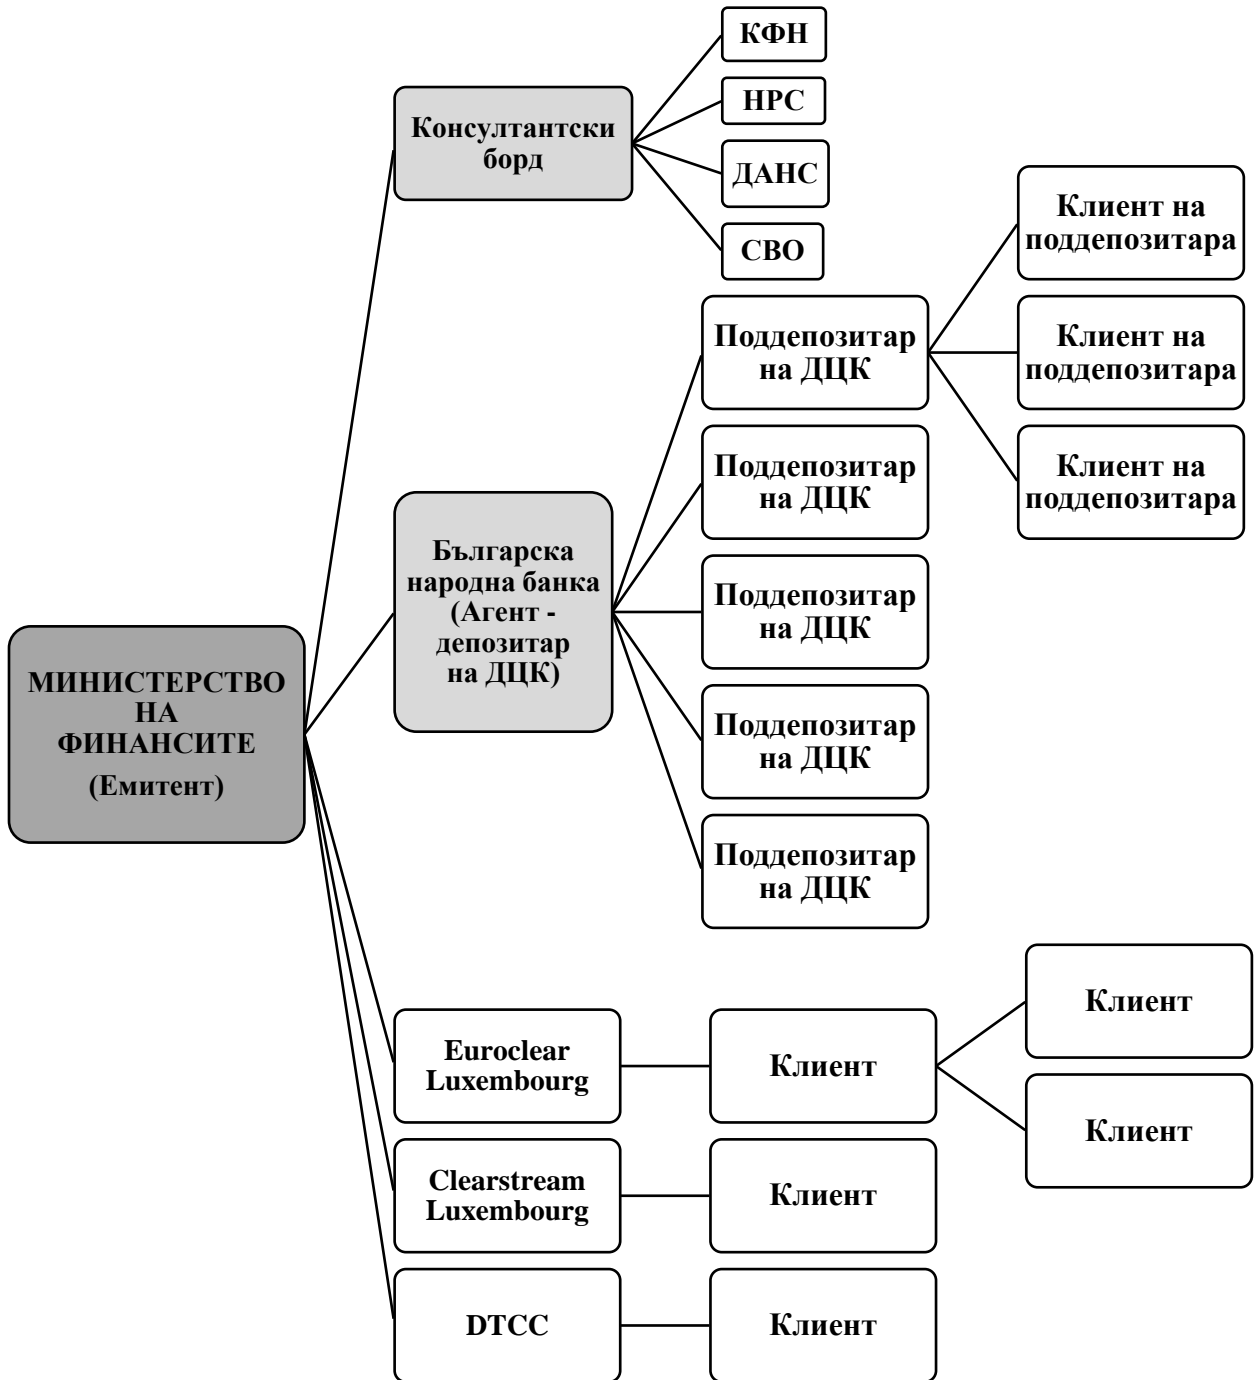 КФН
НРС
ДАНС
СВО
Консултантски
борд
Клиент на
поддепозитара
Клиент на
поддепозитара
Клиент на
поддепозитара
Поддепозитар
на ДЦК
Поддепозитар
на ДЦК
Поддепозитар
на ДЦК
Поддепозитар
на ДЦК
Поддепозитар
на ДЦК
Българска
народна банка
(Агент -
депозитар
на ДЦК)
МИНИСТЕРСТВО
НА
ФИНАНСИТЕ
(Емитент)
Euroclear
Luxembourg
Клиент
Клиент
Клиент
Clearstream
Luxembourg
Клиент
DTCC
Клиент